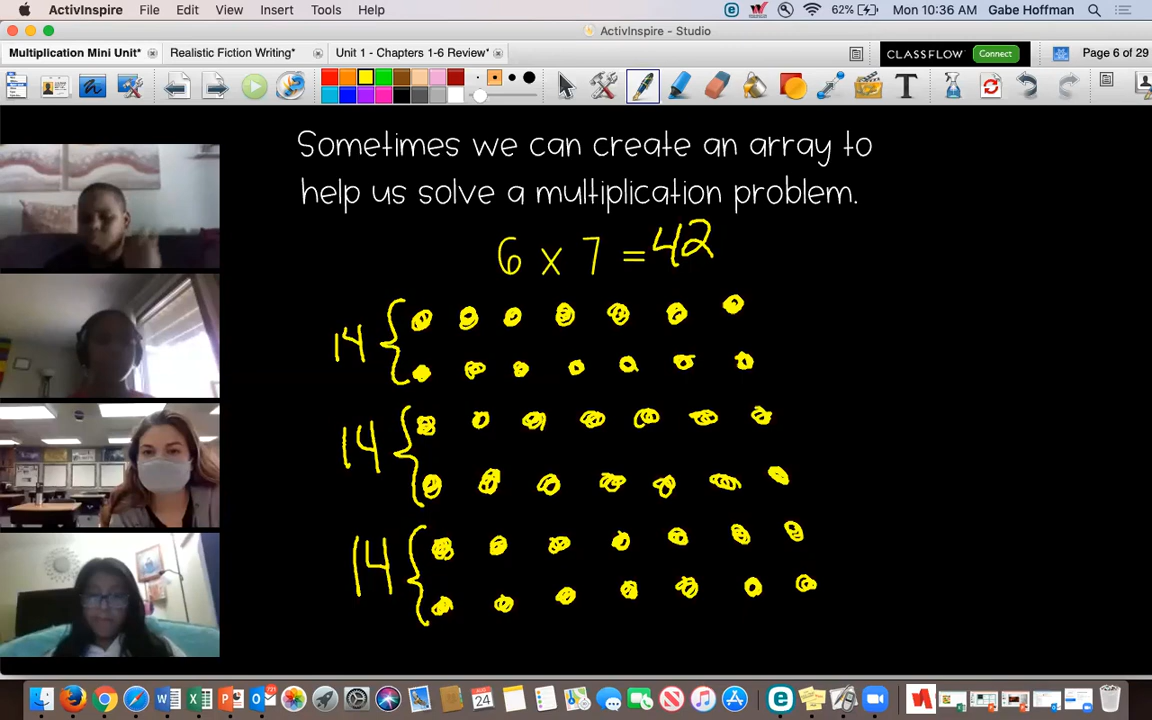 ActivInspire File Edit View Insert Tools Help 62% Mon 10:36 AM Gabe Hoffman
ActivInspire - Studio
Multiplication Mini Unit* Realistic Fiction Writing* Unit 1 - Chapters 1-6 Review* CLASSFLOW Connect Page 6 of 29
Sometimes we can create an array to
help us solve a multiplication problem.
6 x 7 = 42
14
14
14